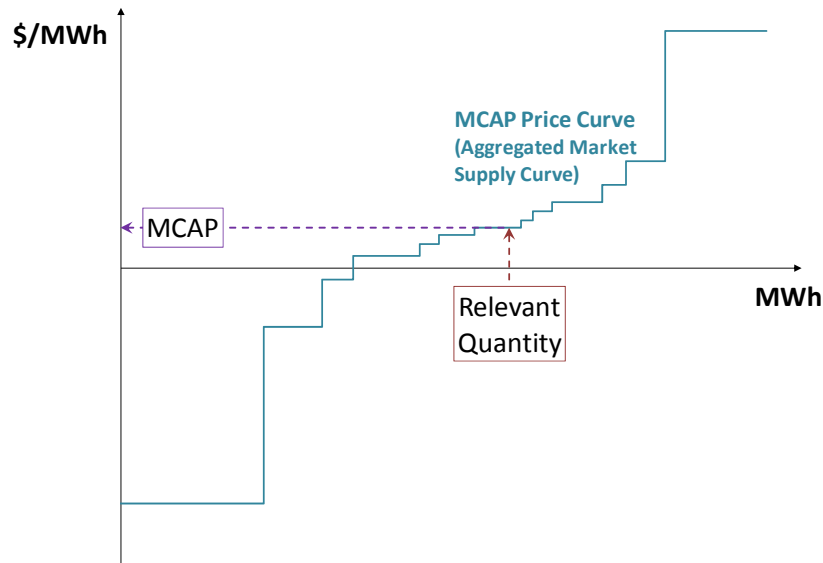 $/MWh
MCAP Price Curve
(Aggregated Market
Supply Curve)
MCAP
MWh
Relevant
Quantity